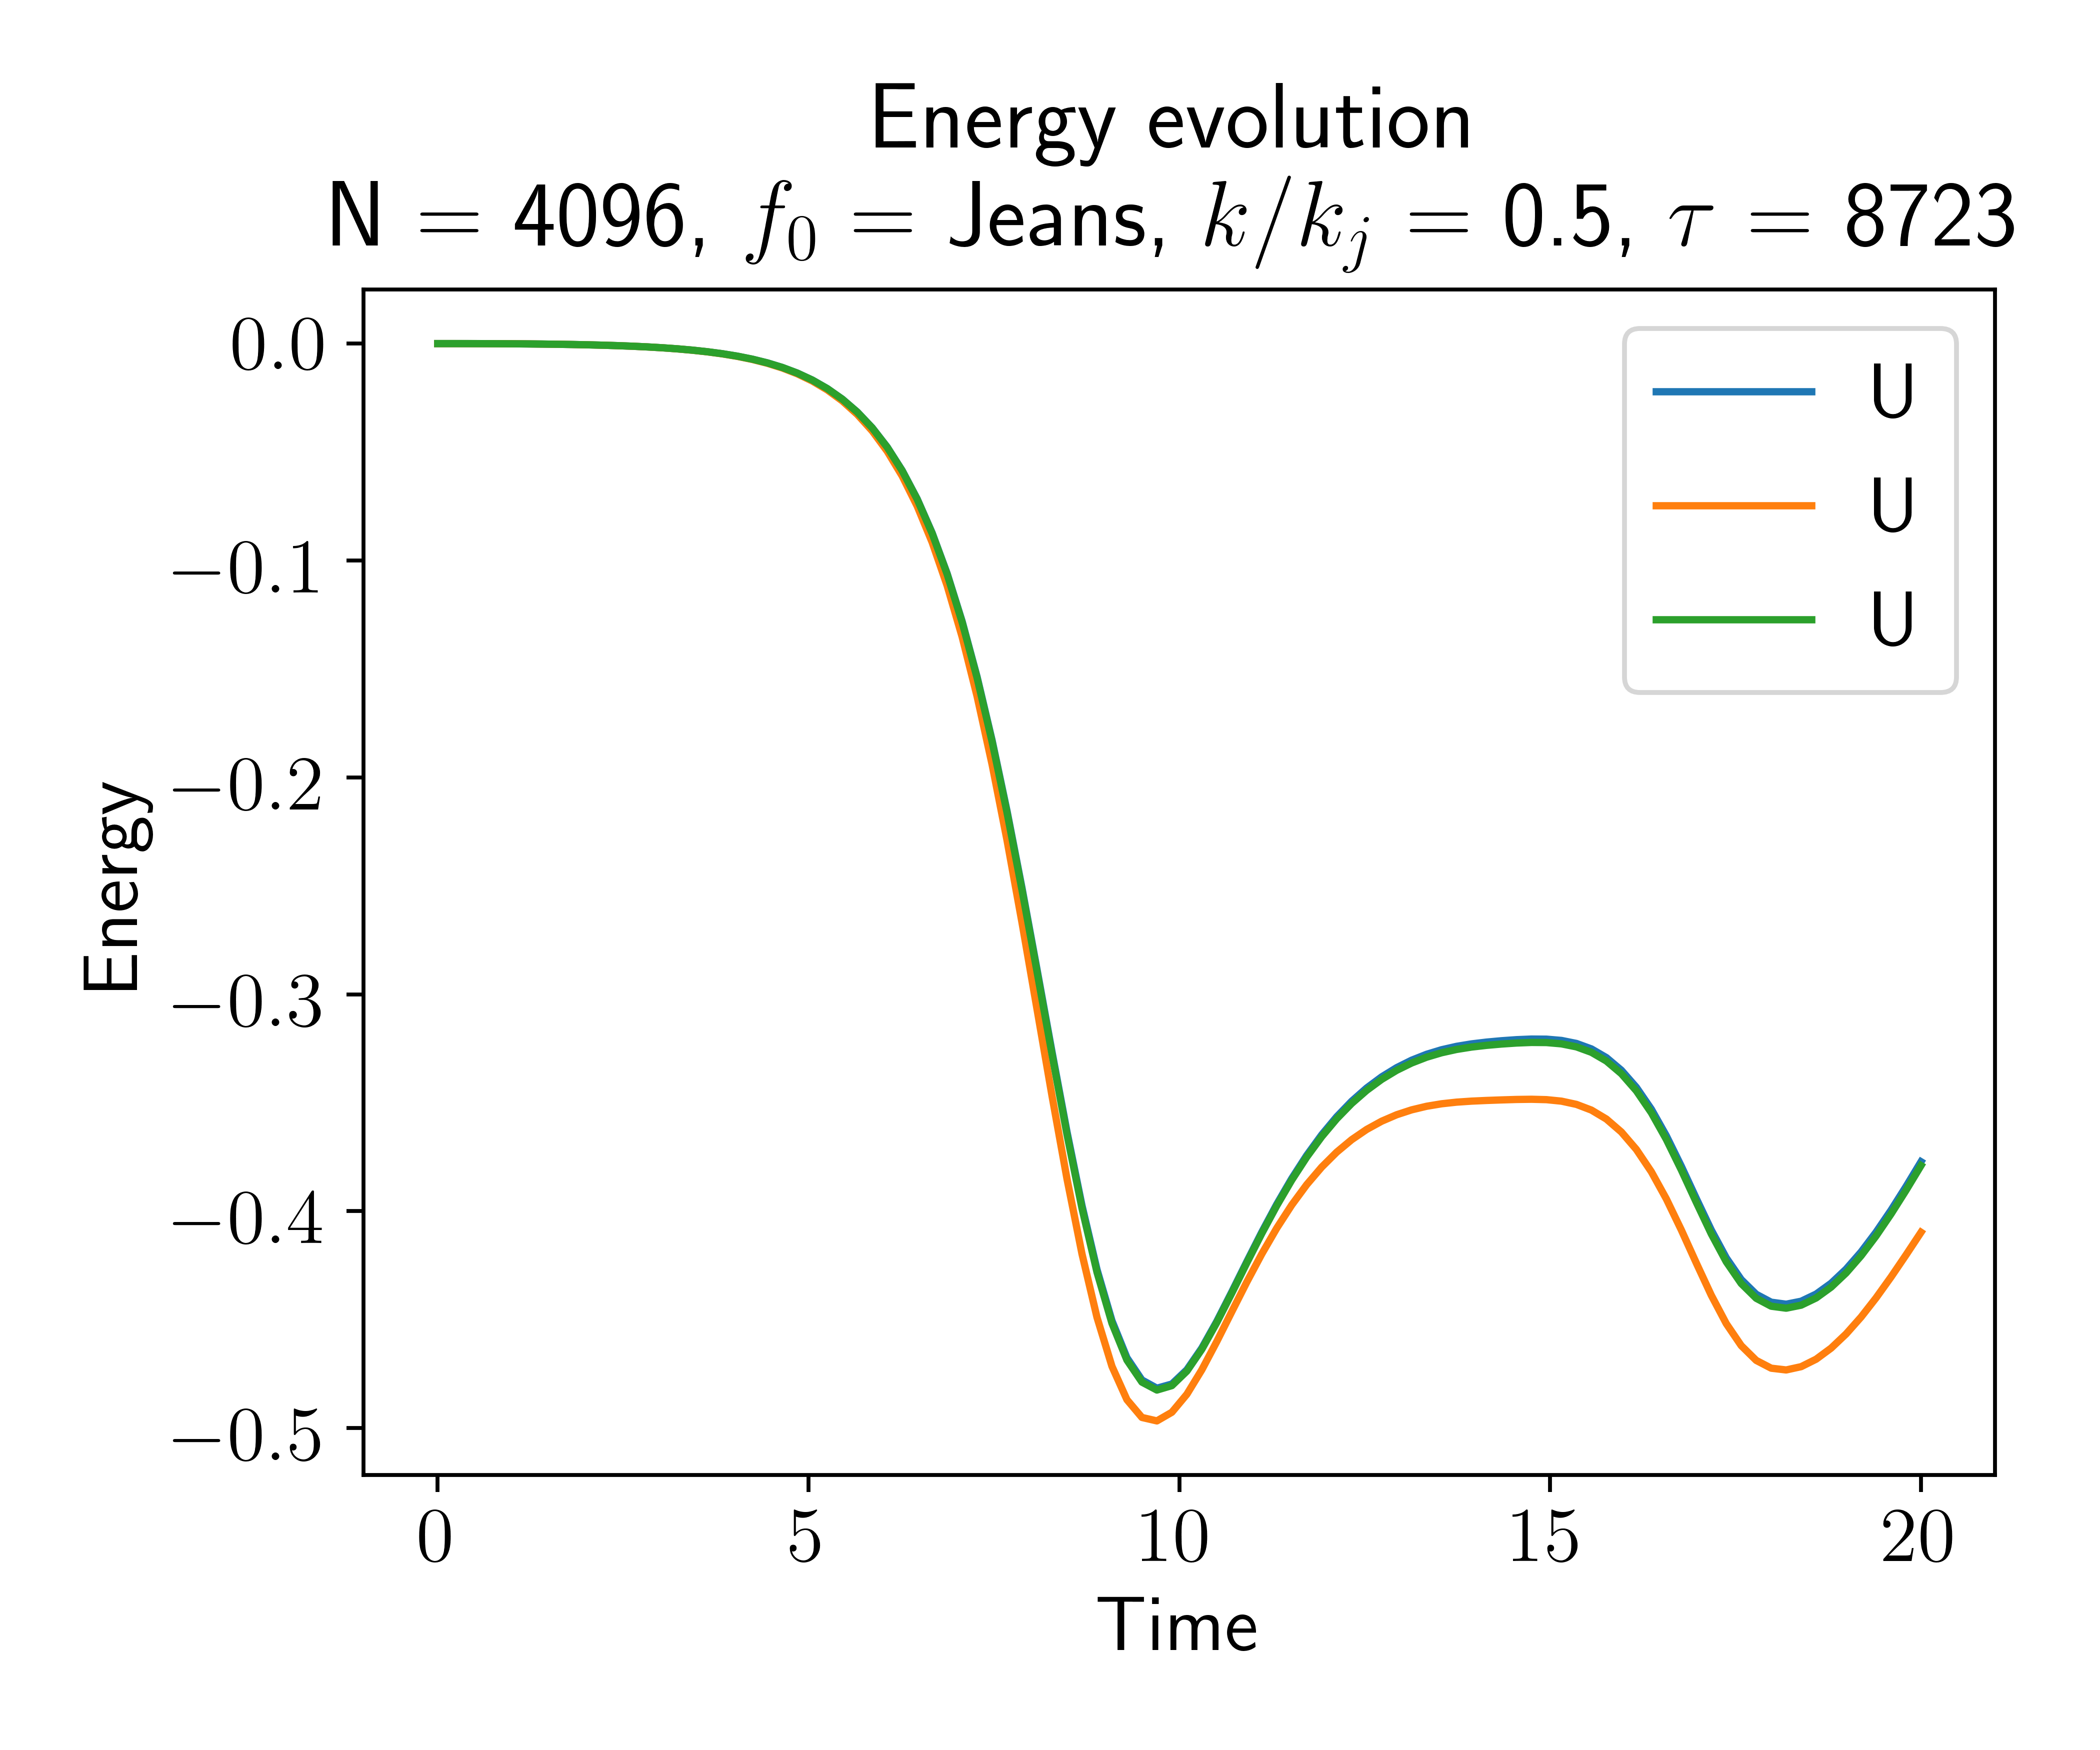 Energy evolution
N = 4096, f₀ = Jeans, k/kⱼ = 0.5, τ = 8723
U
U
U
0.0
−0.1
−0.2
−0.3
−0.4
−0.5
Energy
0 5 10 15 20
Time